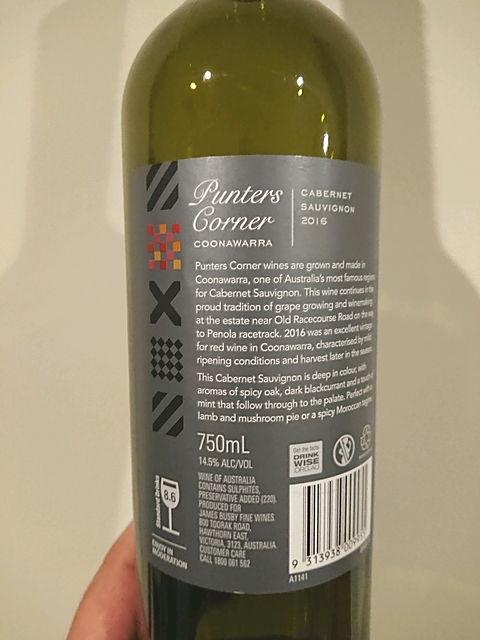 Punters
Corner
COONAWARRA
CABERNET
SAUVIGNON
2016
Punters Corner wines are grown and made in
Coonawarra, one of Australia's most famous regions
for Cabernet Sauvignon. This wine continues in the
proud tradition of grape growing and winemaking
at the estate near Old Racecourse Road on the way
to Penola racetrack. 2016 was an excellent vintage
for red wine in Coonawarra, characterised by mild
ripening conditions and harvest later in the season.
This Cabernet Sauvignon is deep in colour, with
aromas of spicy oak, dark blackcurrant and a touch of
mint that follow through to the palate. Perfect with a
lamb and mushroom pie or a spicy Moroccan tagine.
750mL
14.5% ALC/VOL
WINE OF AUSTRALIA
CONTAINS SULPHITES,
PRESERVATIVE ADDED (220).
PRODUCED FOR
JAMES BUSBY FINE WINES.
800 TOORAK ROAD,
HAWTHORN EAST,
VICTORIA, 3123, AUSTRALIA.
CUSTOMER CARE
CALL 1800 061 562
Standard Drinks
8.6
ENJOY IN
MODERATION
Get the facts
DRINK
WISE
.ORG.AU
9 313938
A1141